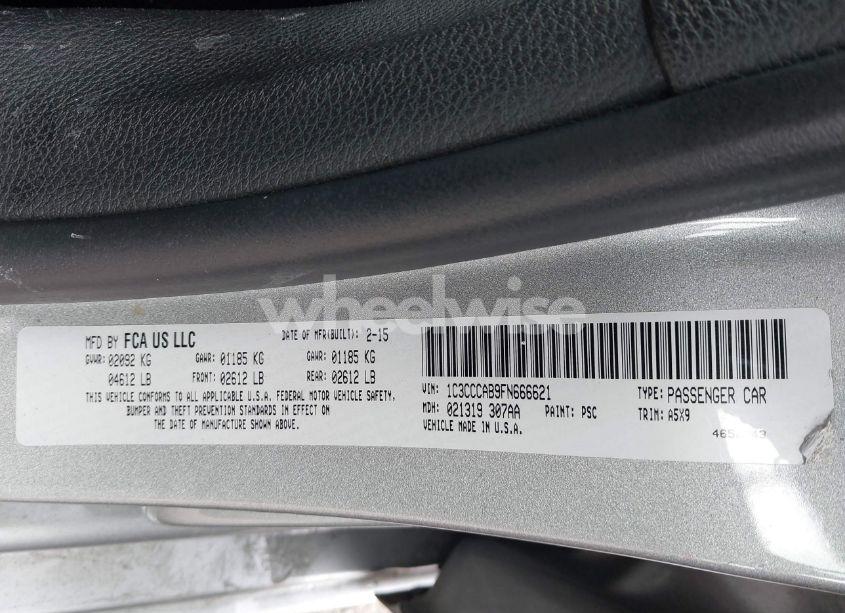 wheelwise
MFD BY FCA US LLC DATE OF MFR(BUILT): 2-15
GVWR: 02092 KG GAWR: 01185 KG GAWR: 01185 KG
04612 LB FRONT: 02612 LB REAR: 02612 LB
THIS VEHICLE CONFORMS TO ALL APPLICABLE U.S.A. FEDERAL MOTOR VEHICLE SAFETY,
BUMPER AND THEFT PREVENTION STANDARDS IN EFFECT ON
THE DATE OF MANUFACTURE SHOWN ABOVE.
VIN: 1C3CCCAB9FN666621 TYPE: PASSENGER CAR
MDH: 021319 307AA PAINT: PSC TRIM: A5X9
VEHICLE MADE IN U.S.A.